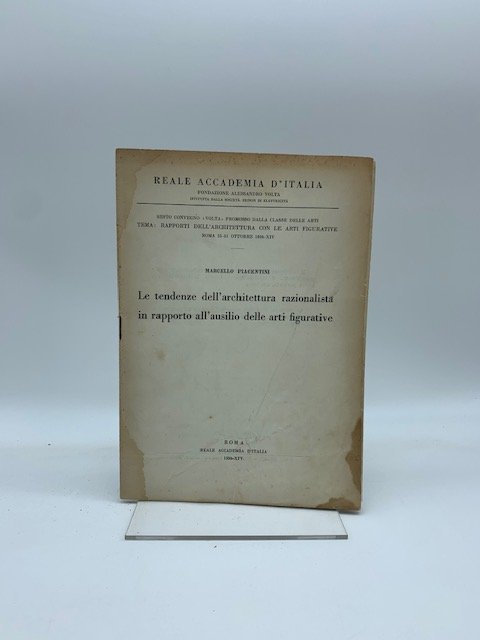 REALE ACCADEMIA D'ITALIA
FONDAZIONE ALESSANDRO VOLTA
ISTITUITA DALLA SOCIETÀ EDISON DI ELETTRICITÀ
SESTO CONVEGNO «VOLTA» PROMOSSO DALLA CLASSE DELLE ARTI
TEMA: RAPPORTI DELL'ARCHITETTURA CON LE ARTI FIGURATIVE
ROMA 25-31 OTTOBRE 1936-XIV
MARCELLO PIACENTINI
Le tendenze dell'architettura razionalista
in rapporto all'ausilio delle arti figurative
ROMA
REALE ACCADEMIA D'ITALIA
1936-XIV